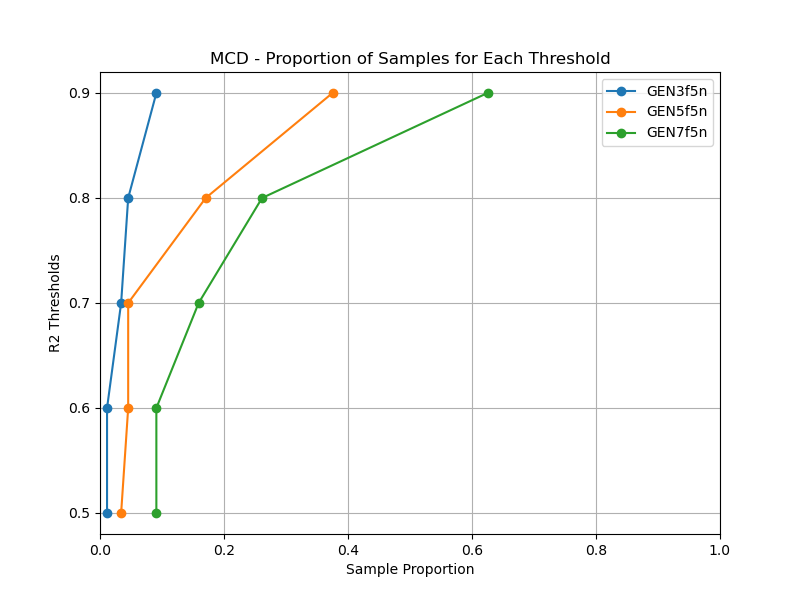 MCD - Proportion of Samples for Each Threshold
GEN3f5n
GEN5f5n
GEN7f5n
R2 Thresholds
0.9
0.8
0.7
0.6
0.5
0.0 0.2 0.4 0.6 0.8 1.0
Sample Proportion